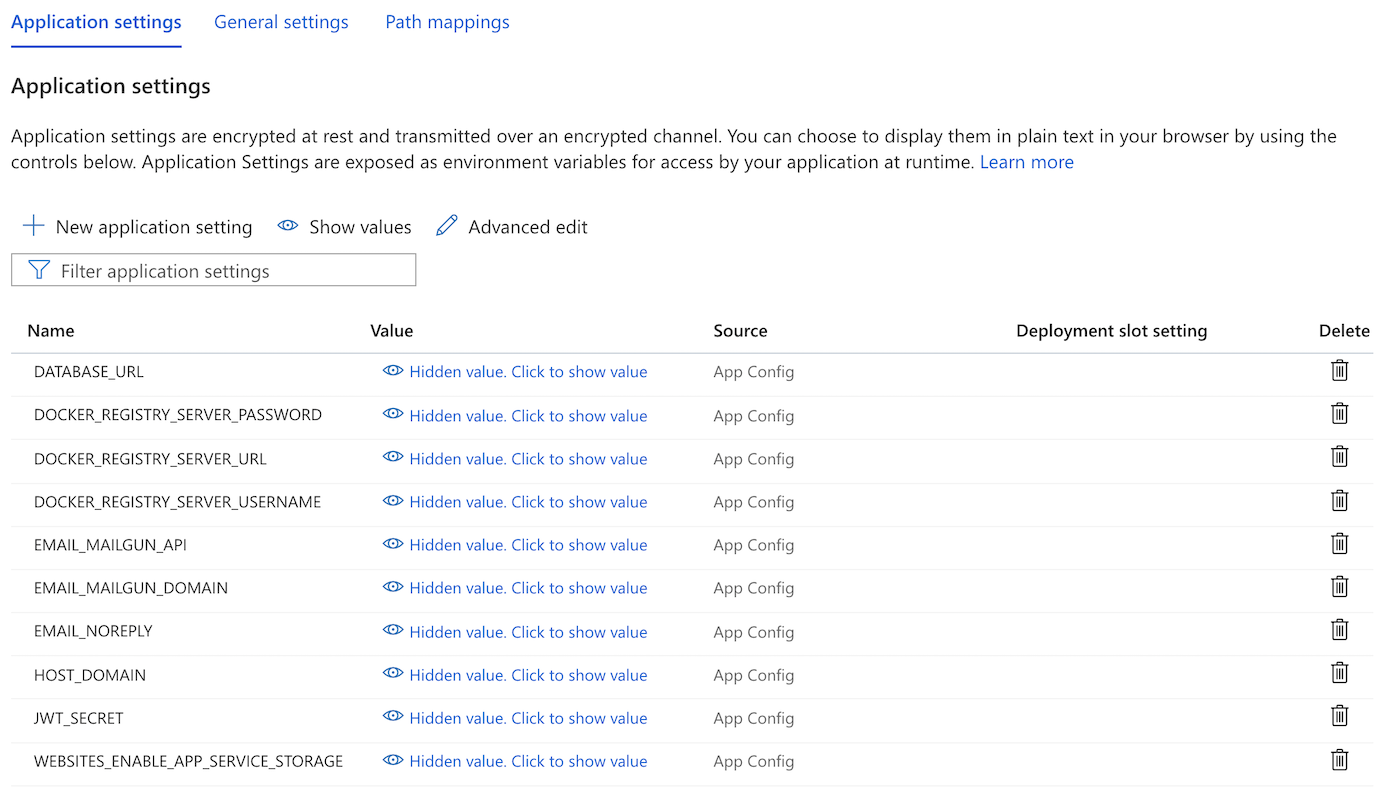 Application settings General settings Path mappings
Application settings
Application settings are encrypted at rest and transmitted over an encrypted channel. You can choose to display them in plain text in your browser by using the
controls below. Application Settings are exposed as environment variables for access by your application at runtime. Learn more
New application setting Show values Advanced edit
Filter application settings
Name Value Source Deployment slot setting Delete
DATABASE_URL Hidden value. Click to show value App Config
DOCKER_REGISTRY_SERVER_PASSWORD Hidden value. Click to show value App Config
DOCKER_REGISTRY_SERVER_URL Hidden value. Click to show value App Config
DOCKER_REGISTRY_SERVER_USERNAME Hidden value. Click to show value App Config
EMAIL_MAILGUN_API Hidden value. Click to show value App Config
EMAIL_MAILGUN_DOMAIN Hidden value. Click to show value App Config
EMAIL_NOREPLY Hidden value. Click to show value App Config
HOST_DOMAIN Hidden value. Click to show value App Config
JWT_SECRET Hidden value. Click to show value App Config
WEBSITES_ENABLE_APP_SERVICE_STORAGE Hidden value. Click to show value App Config